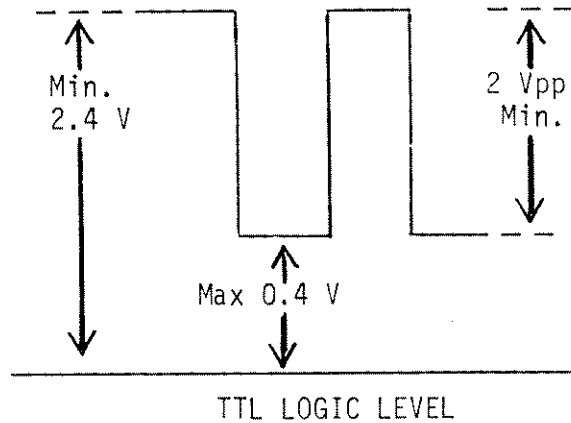 Min.
2.4 V
2 Vpp
Min.
Max 0.4 V
TTL LOGIC LEVEL